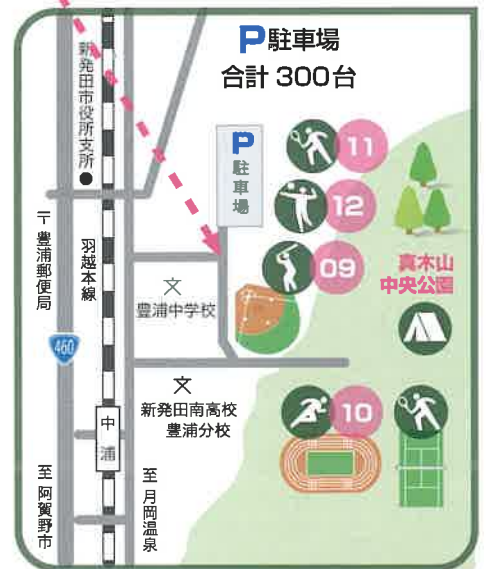 P駐車場
合計 300台
新発田市役所支所
P
駐車場
11
12
09
真木山
中央公園
〒豊浦郵便局
羽越本線
文
豊浦中学校
460
文
新発田南高校
豊浦分校
10
中浦
至 阿賀野市
至 月岡温泉